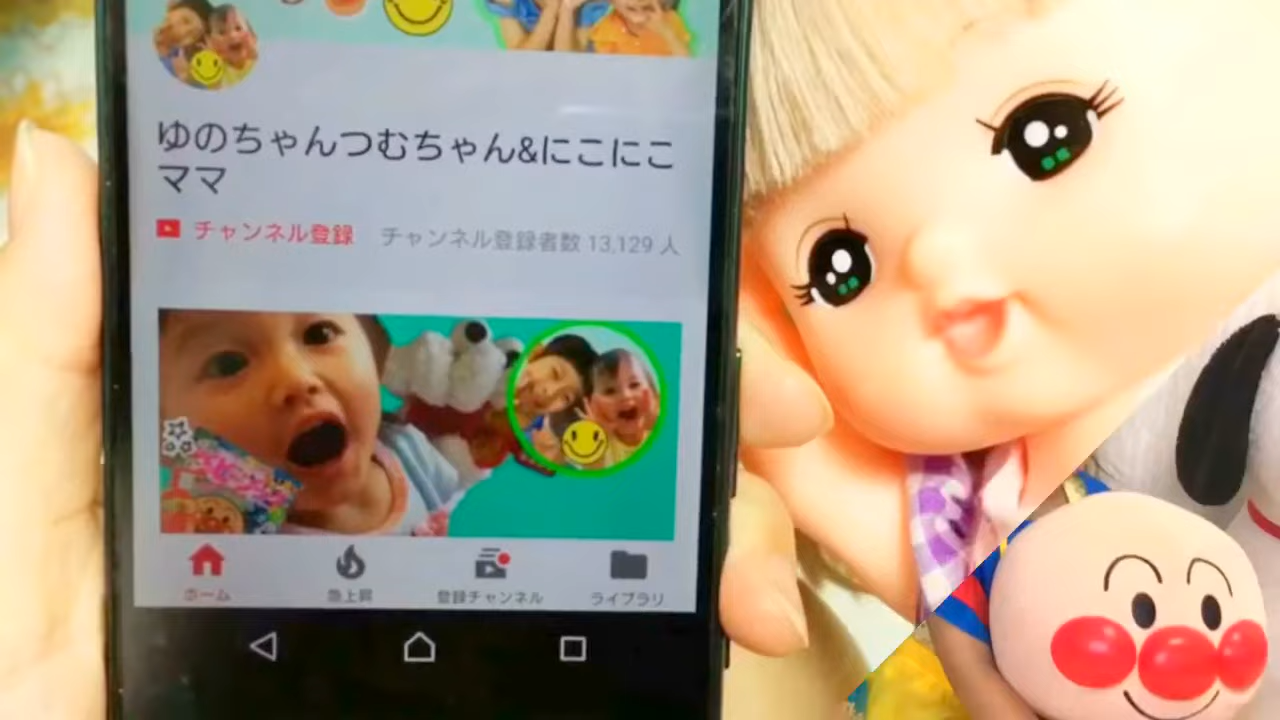 ゆのちゃんつむちゃん&にこにこ
ママ
チャンネル登録 チャンネル登録者数 13,129 人
ホーム 急上昇 登録チャンネル ライブラリ